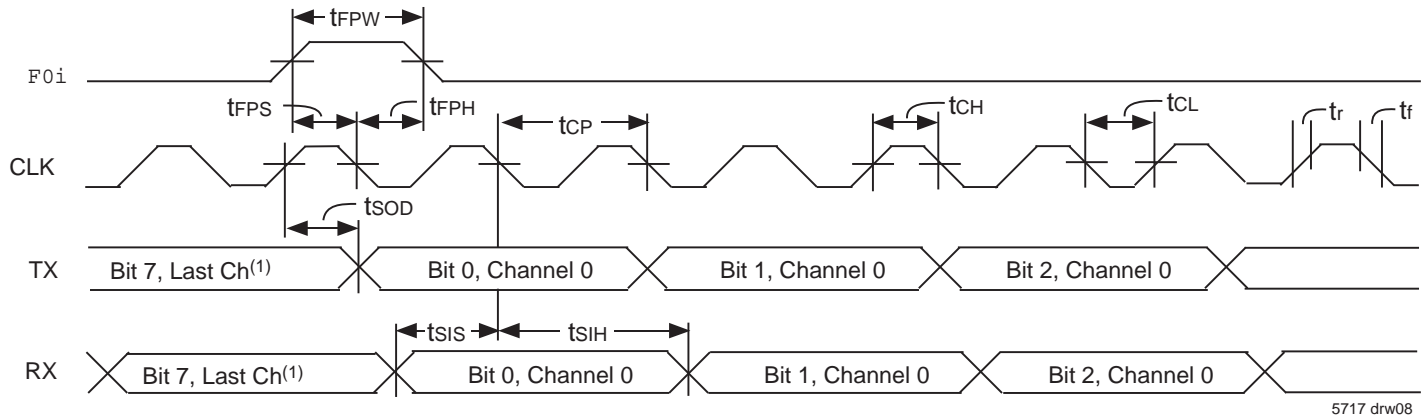 tFPW
F0i
tFPS
tFPH
tCP
tCH
tCL
tr
tf
CLK
tSOD
TX
Bit 7, Last Ch(1)
Bit 0, Channel 0
Bit 1, Channel 0
Bit 2, Channel 0
tSIS
tSIH
RX
Bit 7, Last Ch(1)
Bit 0, Channel 0
Bit 1, Channel 0
Bit 2, Channel 0
5717 drw08